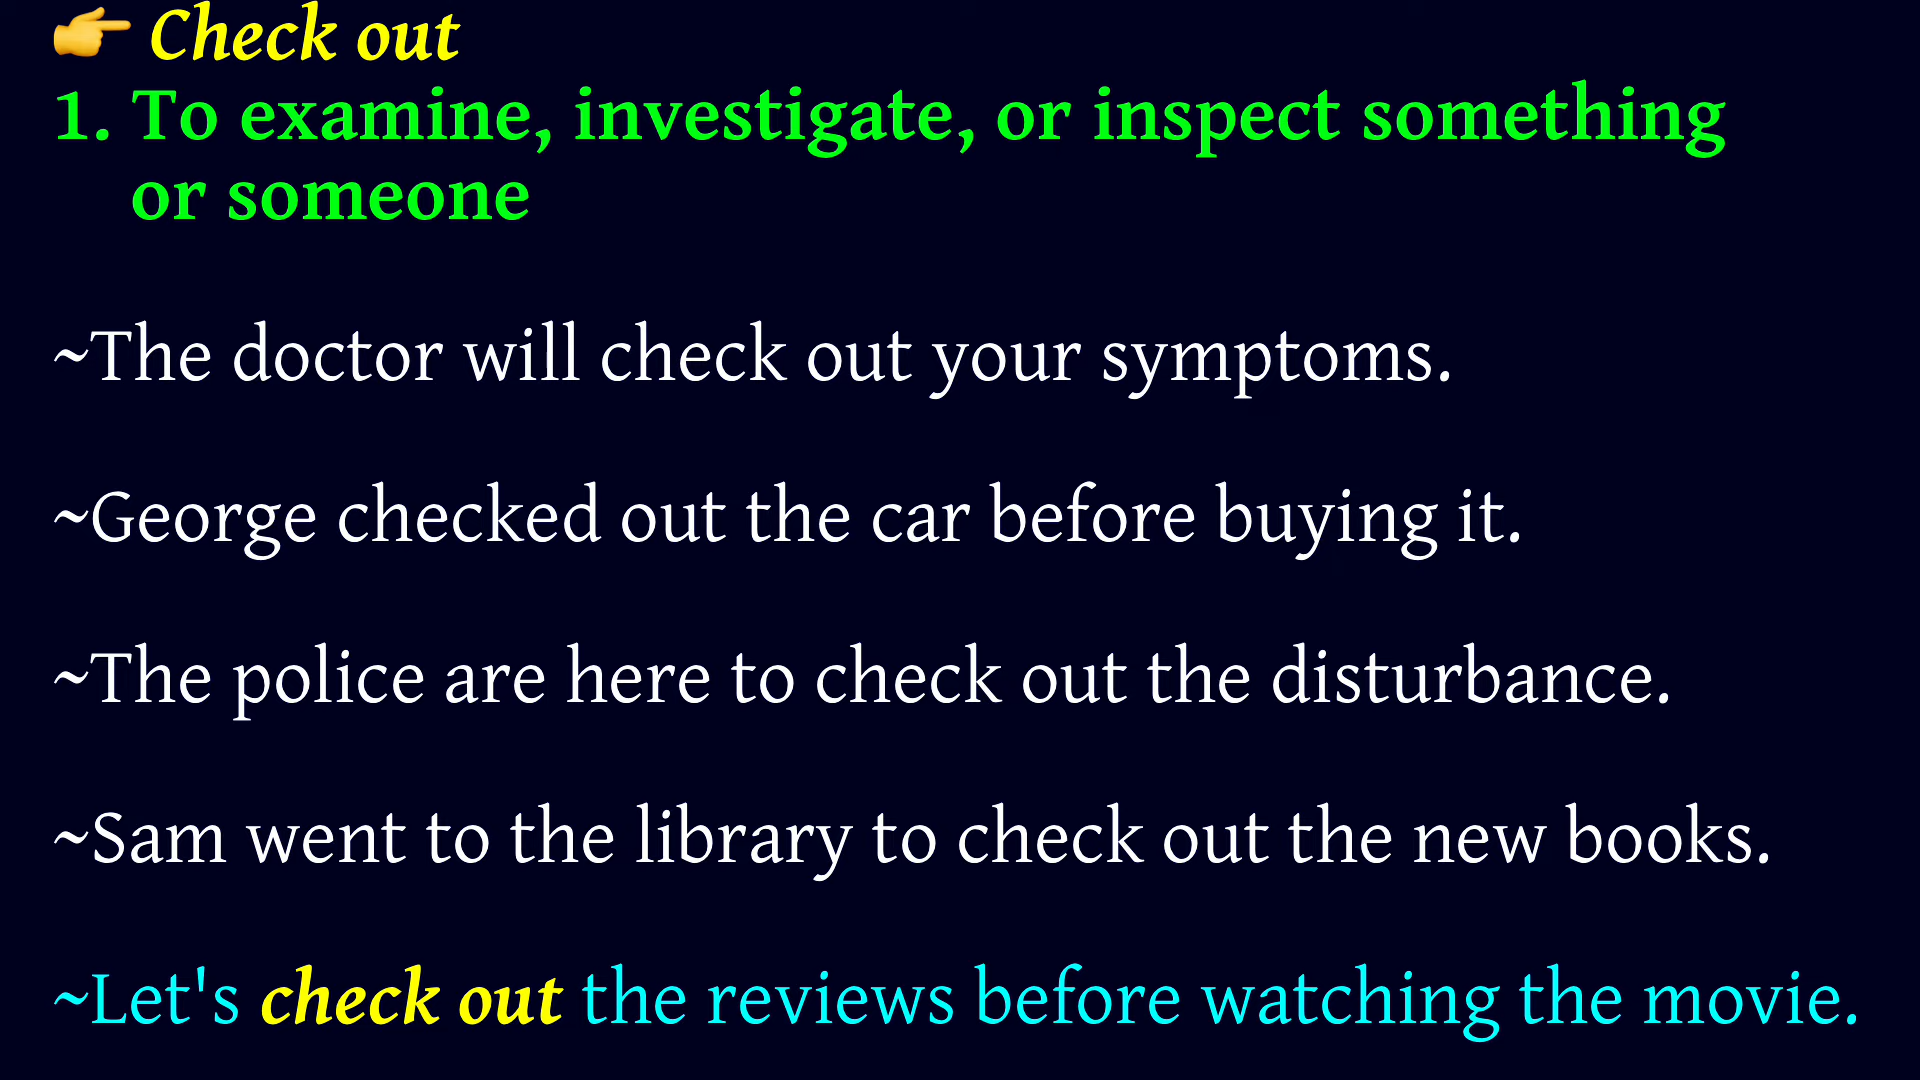 👉 Check out
1. To examine, investigate, or inspect something
or someone
~The doctor will check out your symptoms.
~George checked out the car before buying it.
~The police are here to check out the disturbance.
~Sam went to the library to check out the new books.
~Let's check out the reviews before watching the movie.